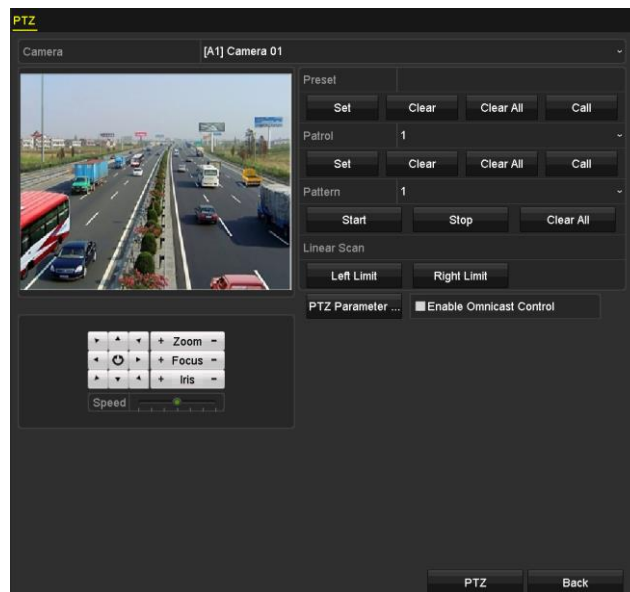 PTZ
Camera [A1] Camera 01
Preset
Set Clear Clear All Call
Patrol 1
Set Clear Clear All Call
Pattern 1
Start Stop Clear All
Linear Scan
Left Limit Right Limit
PTZ Parameter ... Enable Omnicast Control
+ Zoom -
+ Focus -
+ Iris -
Speed
PTZ Back